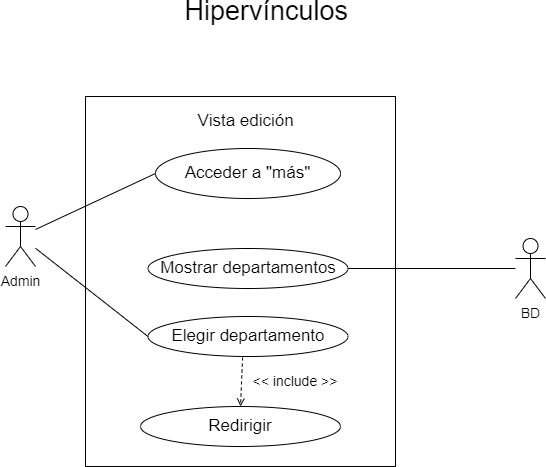 Hipervínculos
Vista edición
Acceder a "más"
Mostrar departamentos
Admin
BD
Elegir departamento
<< include >>
Redirigir